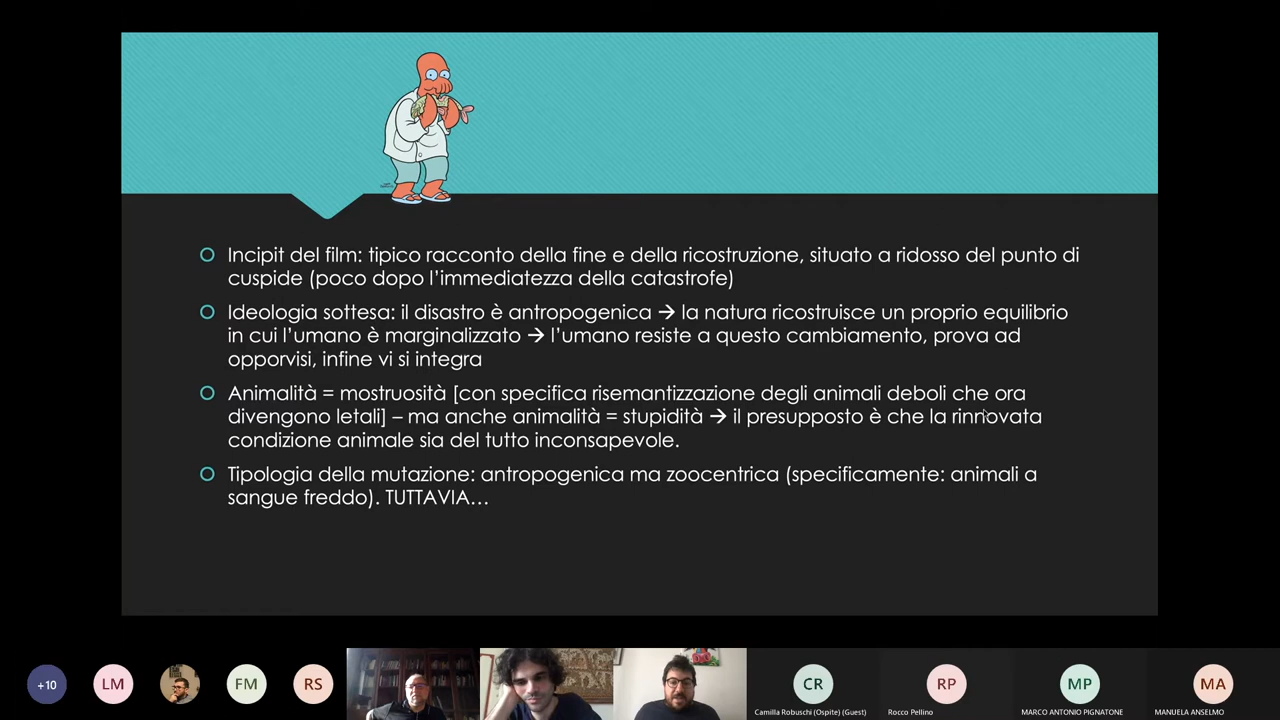 Incipit del film: tipico racconto della fine e della ricostruzione, situato a ridosso del punto di
cuspide (poco dopo l'immediatezza della catastrofe)
Ideologia sottesa: il disastro è antropogenica → la natura ricostruisce un proprio equilibrio
in cui l'umano è marginalizzato → l'umano resiste a questo cambiamento, prova ad
opporvisi, infine vi si integra
Animalità = mostruosità [con specifica risemantizzazione degli animali deboli che ora
divengono letali] – ma anche animalità = stupidità → il presupposto è che la rinnovata
condizione animale sia del tutto inconsapevole.
Tipologia della mutazione: antropogenica ma zoocentrica (specificamente: animali a
sangue freddo). TUTTAVIA…
+10
LM
FM
RS
CR
RP
MP
MA
Camilla Robuschi (Ospite) (Guest)
Rocco Pellino
MARCO ANTONIO PIGNATONE
MANUELA ANSELMO